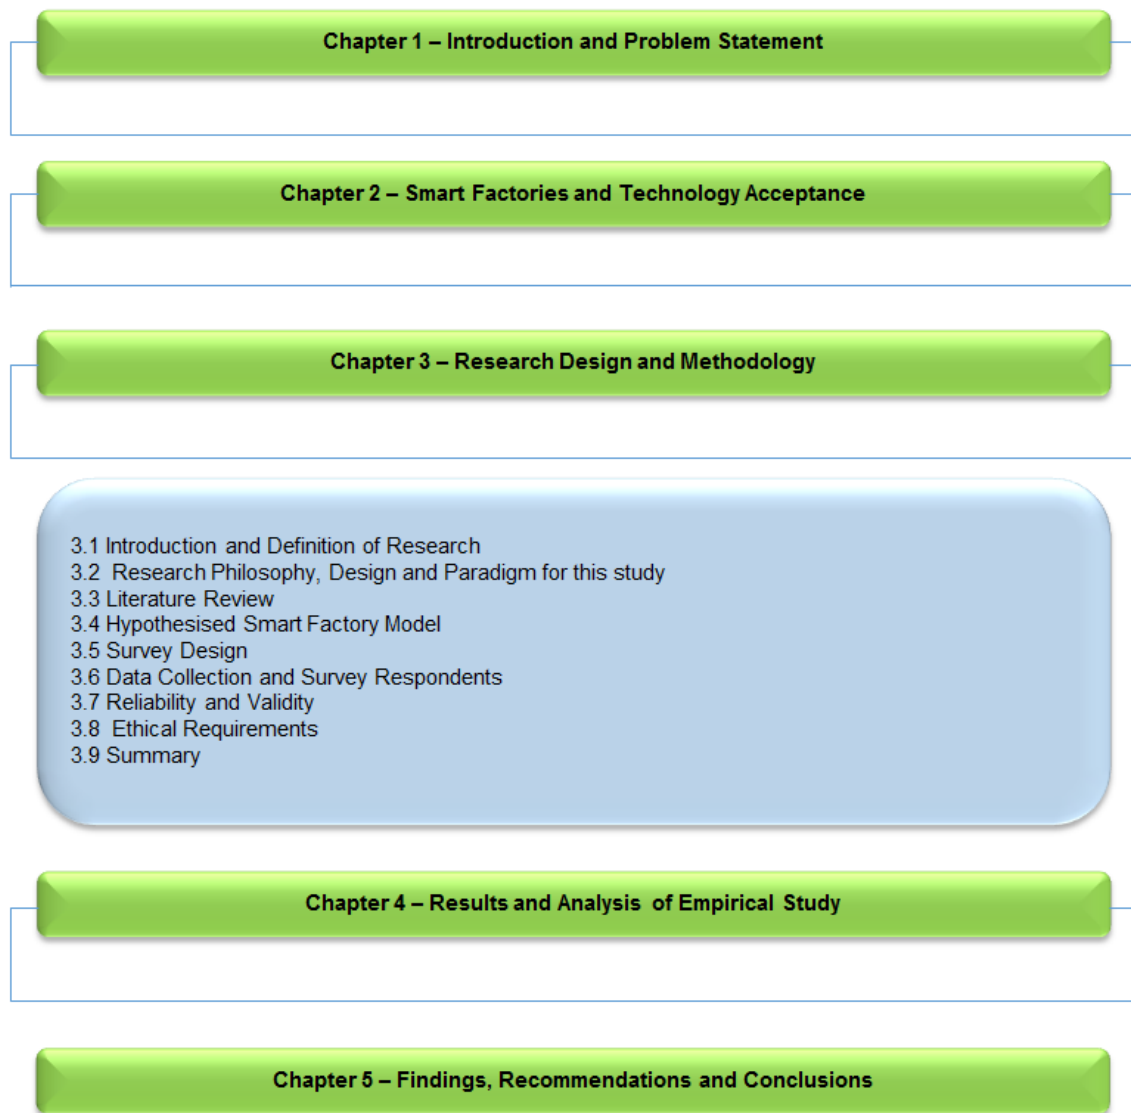 Chapter 1 – Introduction and Problem Statement
Chapter 2 – Smart Factories and Technology Acceptance
Chapter 3 – Research Design and Methodology
3.1 Introduction and Definition of Research
3.2 Research Philosophy, Design and Paradigm for this study
3.3 Literature Review
3.4 Hypothesised Smart Factory Model
3.5 Survey Design
3.6 Data Collection and Survey Respondents
3.7 Reliability and Validity
3.8 Ethical Requirements
3.9 Summary
Chapter 4 – Results and Analysis of Empirical Study
Chapter 5 – Findings, Recommendations and Conclusions